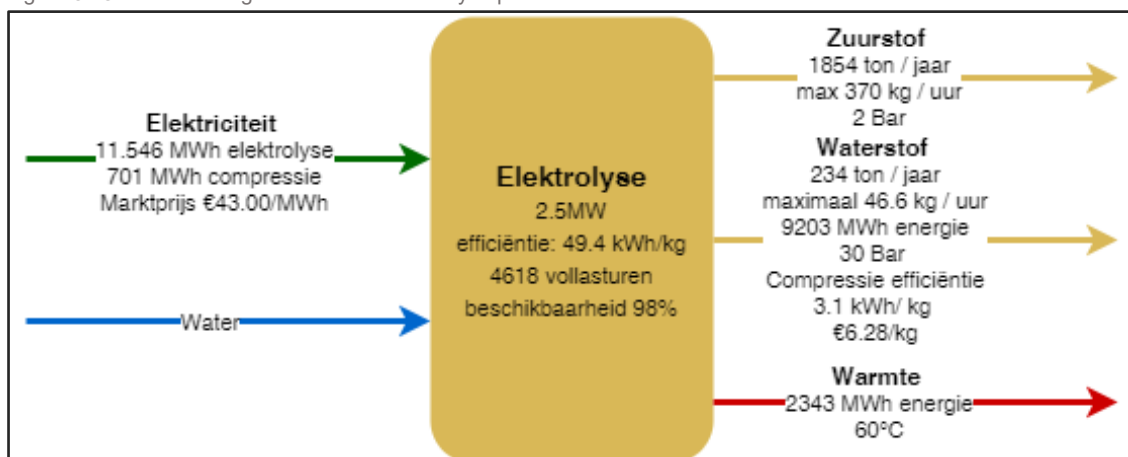 Elektriciteit
11.546 MWh elektrolyse
701 MWh compressie
Marktprijs €43.00/MWh
Water
Elektrolyse
2.5MW
efficiëntie: 49.4 kWh/kg
4618 vollasturen
beschikbaarheid 98%
Zuurstof
1854 ton / jaar
max 370 kg / uur
2 Bar
Waterstof
234 ton / jaar
maximaal 46.6 kg / uur
9203 MWh energie
30 Bar
Compressie efficiëntie
3.1 kWh/ kg
€6.28/kg
Warmte
2343 MWh energie
60°C